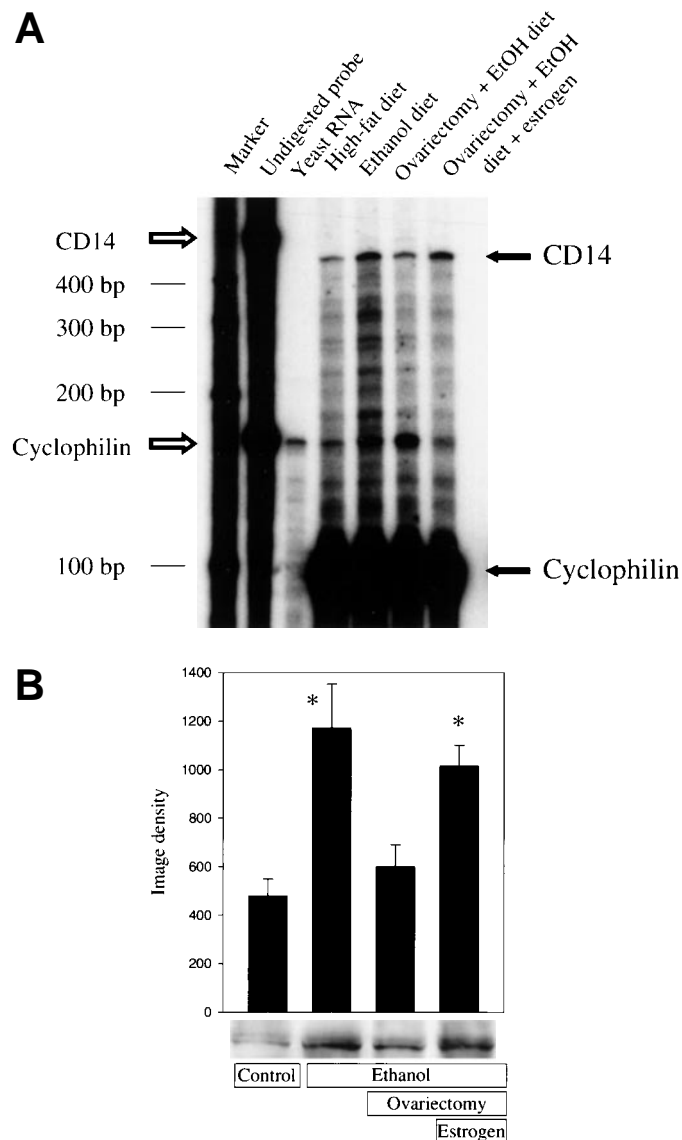 A
Marker
Undigested probe
Yeast RNA
High-fat diet
Ethanol diet
Ovariectomy + EtOH diet
Ovariectomy + EtOH
diet + estrogen
CD14
400 bp
300 bp
200 bp
Cyclophilin
100 bp
CD14
Cyclophilin
B
1400
1200
1000
800
600
400
200
0
Image density
*
*
Control
Ethanol
Ovariectomy
Estrogen